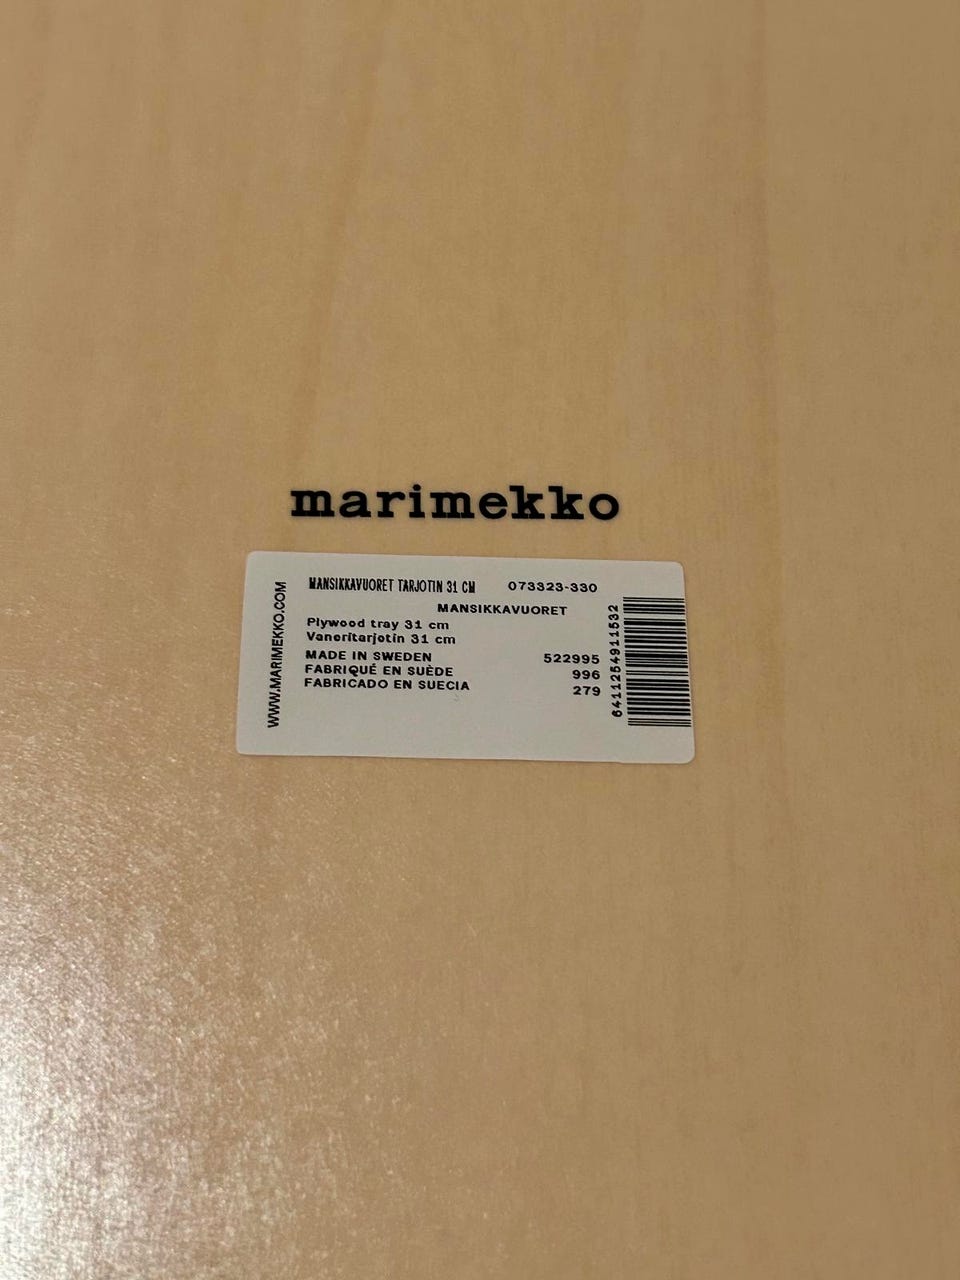 marimekko
WWW.MARIMEKKO.COM
MANSIKKAVUORET TARJOTIN 31 CM 073323-330
MANSIKKAVUORET
Plywood tray 31 cm
Vaneritarjotin 31 cm
MADE IN SWEDEN 522995
FABRIQUÉ EN SUÈDE 996
FABRICADO EN SUECIA 279
6411254911532